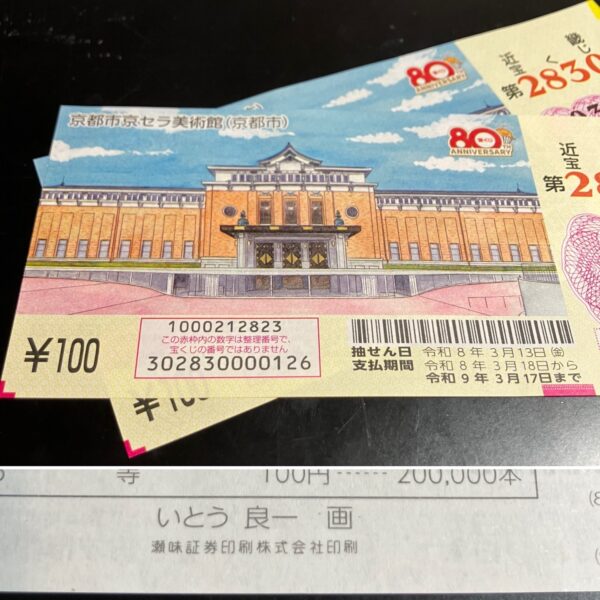 近畿
宝くじ
第2830
80
ANNIVERSARY
京都市京セラ美術館(京都市)
80
ANNIVERSARY
近
宝
第28
¥100
1000212823
この赤枠内の数字は整理番号で、
宝くじの番号ではありません
302830000126
抽せん日 令和8年3月13日㊎
支払期間 令和8年3月18日から
令和9年3月17日まで
¥100
等 100円------200,000本
いとう 良一 画
瀬味証券印刷株式会社印刷